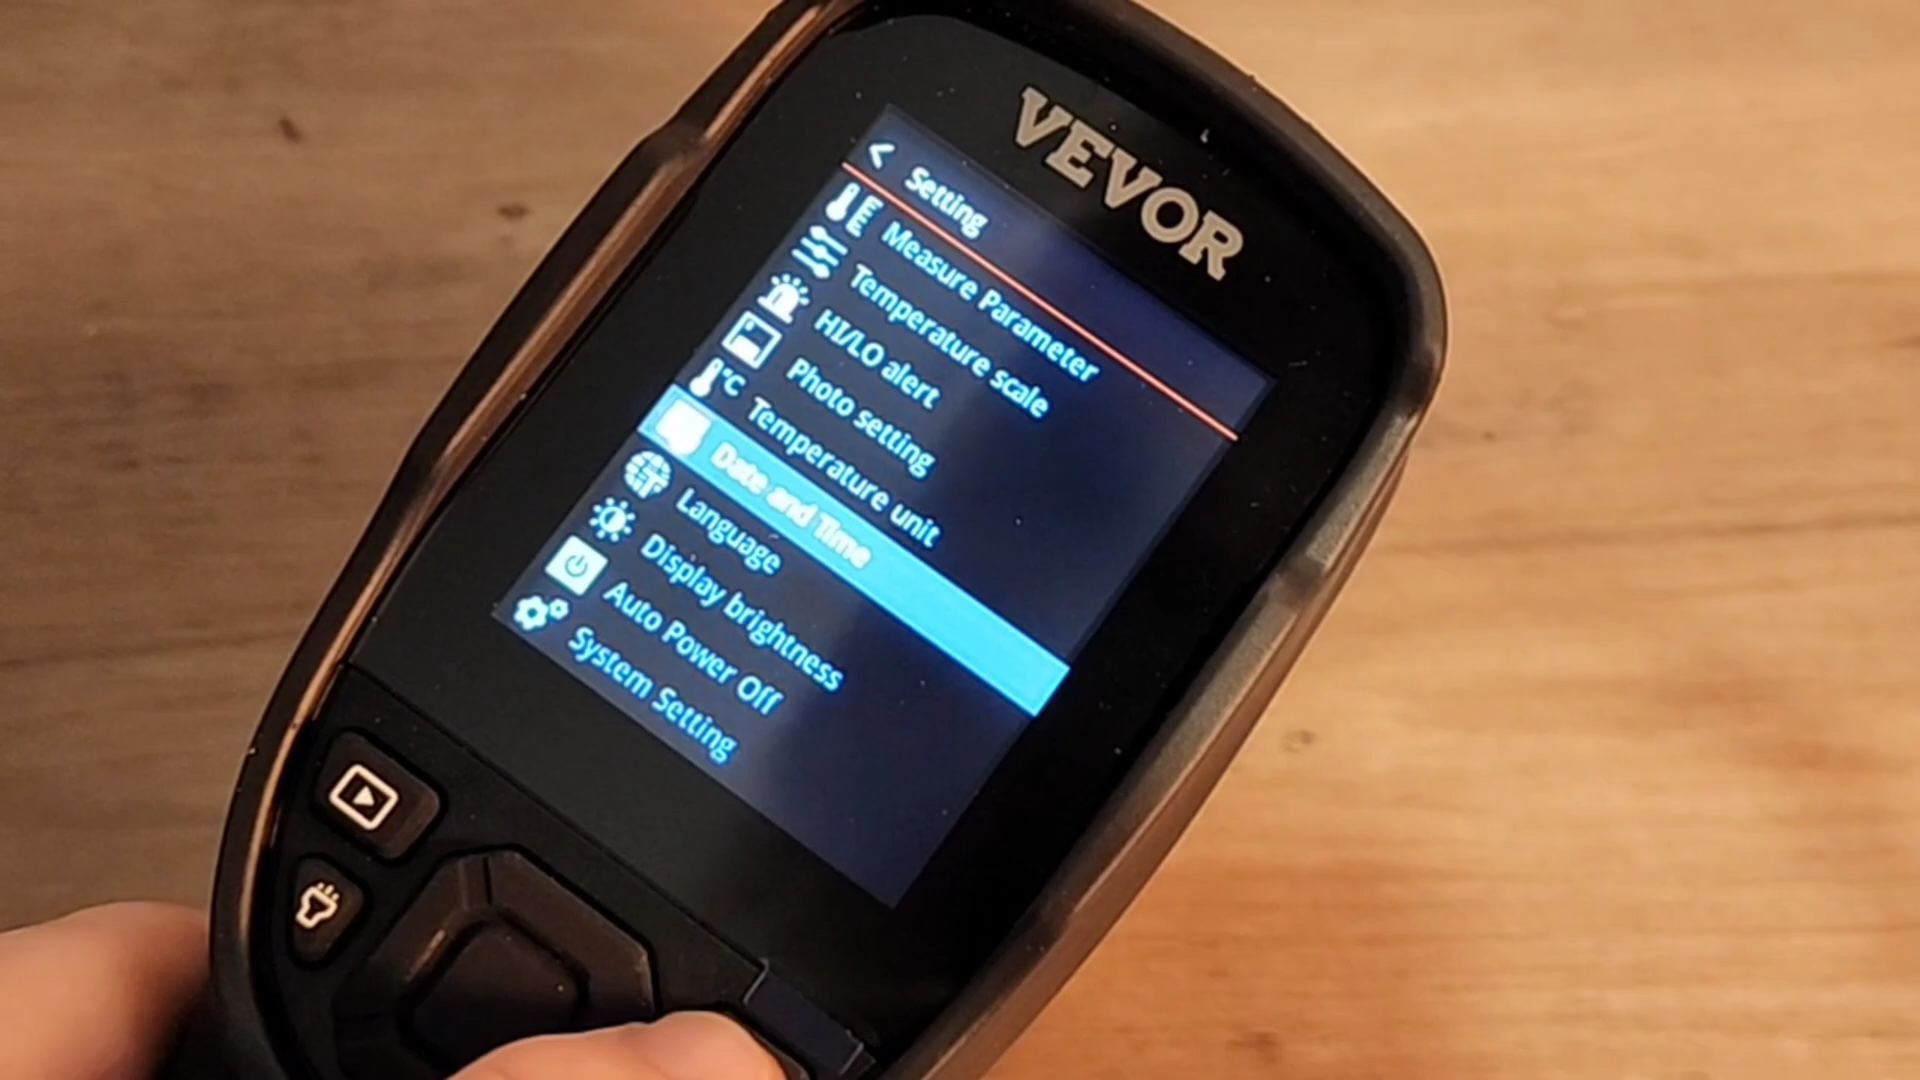 VEVOR
Setting
Measure Parameter
Temperature scale
HI/LO alert
Photo setting
°C
Temperature unit
Date and Time
Language
Display brightness
Auto Power Off
System Setting